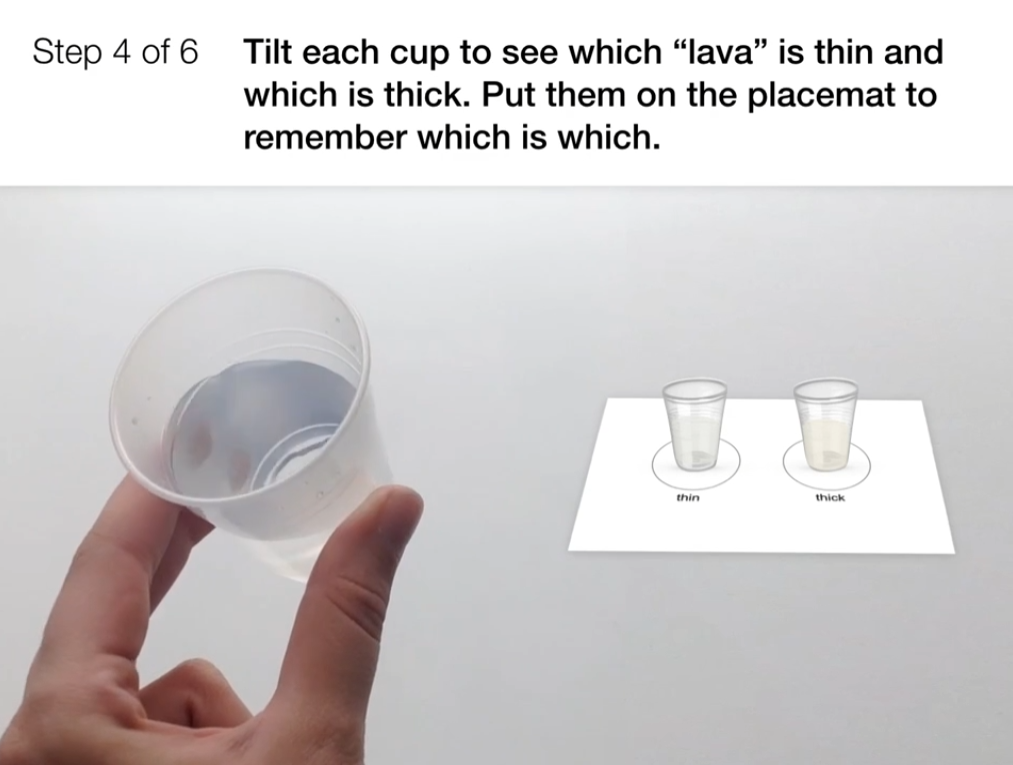 Step 4 of 6
Tilt each cup to see which “lava” is thin and
which is thick. Put them on the placemat to
remember which is which.
thin
thick